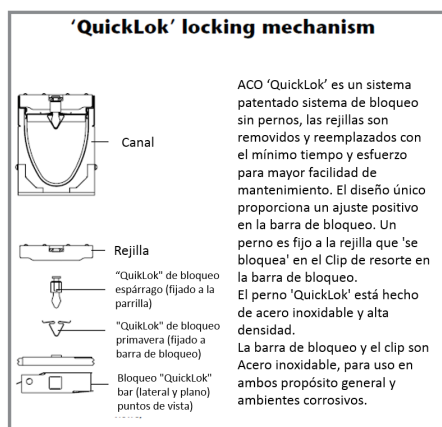 ‘QuickLok’ locking mechanism
Canal
Rejilla
“QuikLok" de bloqueo
espárrago (fijado a la
parrilla)
"QuikLok" de bloqueo
primavera (fijado a
barra de bloqueo)
Bloqueo "QuickLok"
bar (lateral y plano)
puntos de vista)
ACO ‘QuickLok’ es un sistema
patentado sistema de bloqueo
sin pernos, las rejillas son
removidos y reemplazados con
el mínimo tiempo y esfuerzo
para mayor facilidad de
mantenimiento. El diseño único
proporciona un ajuste positivo
en la barra de bloqueo. Un
perno es fijo a la rejilla que 'se
bloquea' en el Clip de resorte en
la barra de bloqueo.
El perno 'QuickLok' está hecho
de acero inoxidable y alta
densidad.
La barra de bloqueo y el clip son
Acero inoxidable, para uso en
ambos propósito general y
ambientes corrosivos.